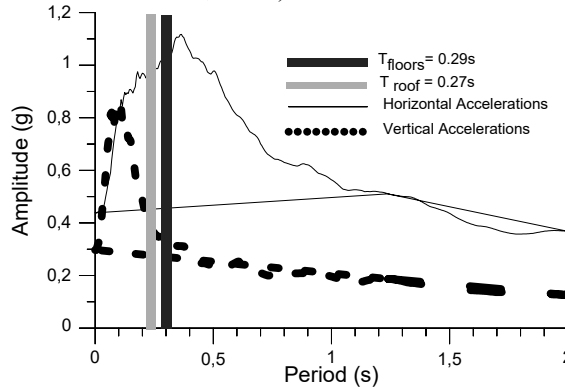 1,2
1
0,8
0,6
0,4
0,2
0
Amplitude (g)
T floors = 0.29s
T roof = 0.27s
Horizontal Accelerations
Vertical Accelerations
0 0,5 1 1,5 2
Period (s)